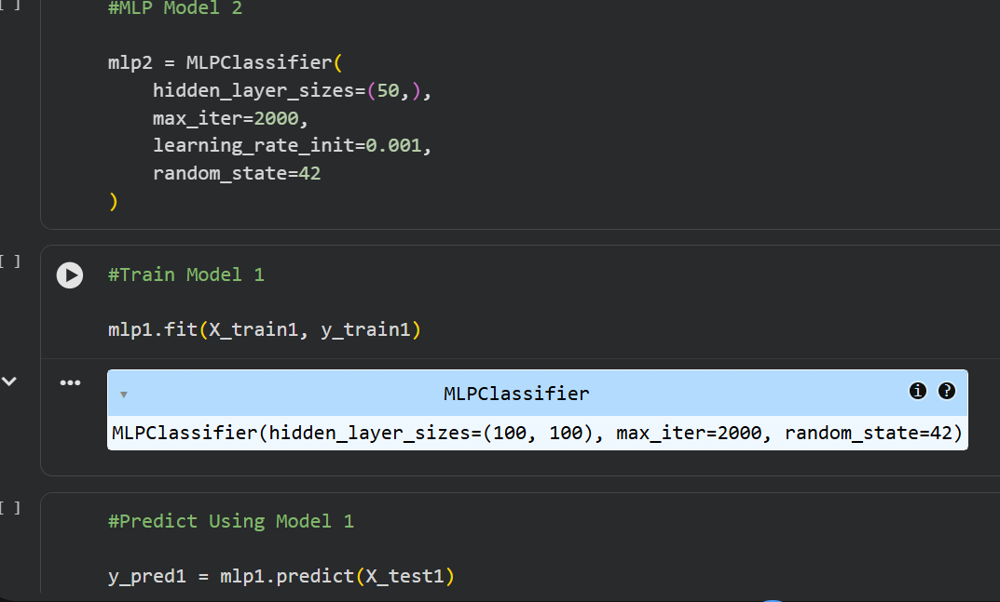 [ ]
#MLP Model 2
mlp2 = MLPClassifier(
hidden_layer_sizes=(50,),
max_iter=2000,
learning_rate_init=0.001,
random_state=42
)
[ ]
#Train Model 1
mlp1.fit(X_train1, y_train1)
MLPClassifier
MLPClassifier(hidden_layer_sizes=(100, 100), max_iter=2000, random_state=42)
[ ]
#Predict Using Model 1
y_pred1 = mlp1.predict(X_test1)